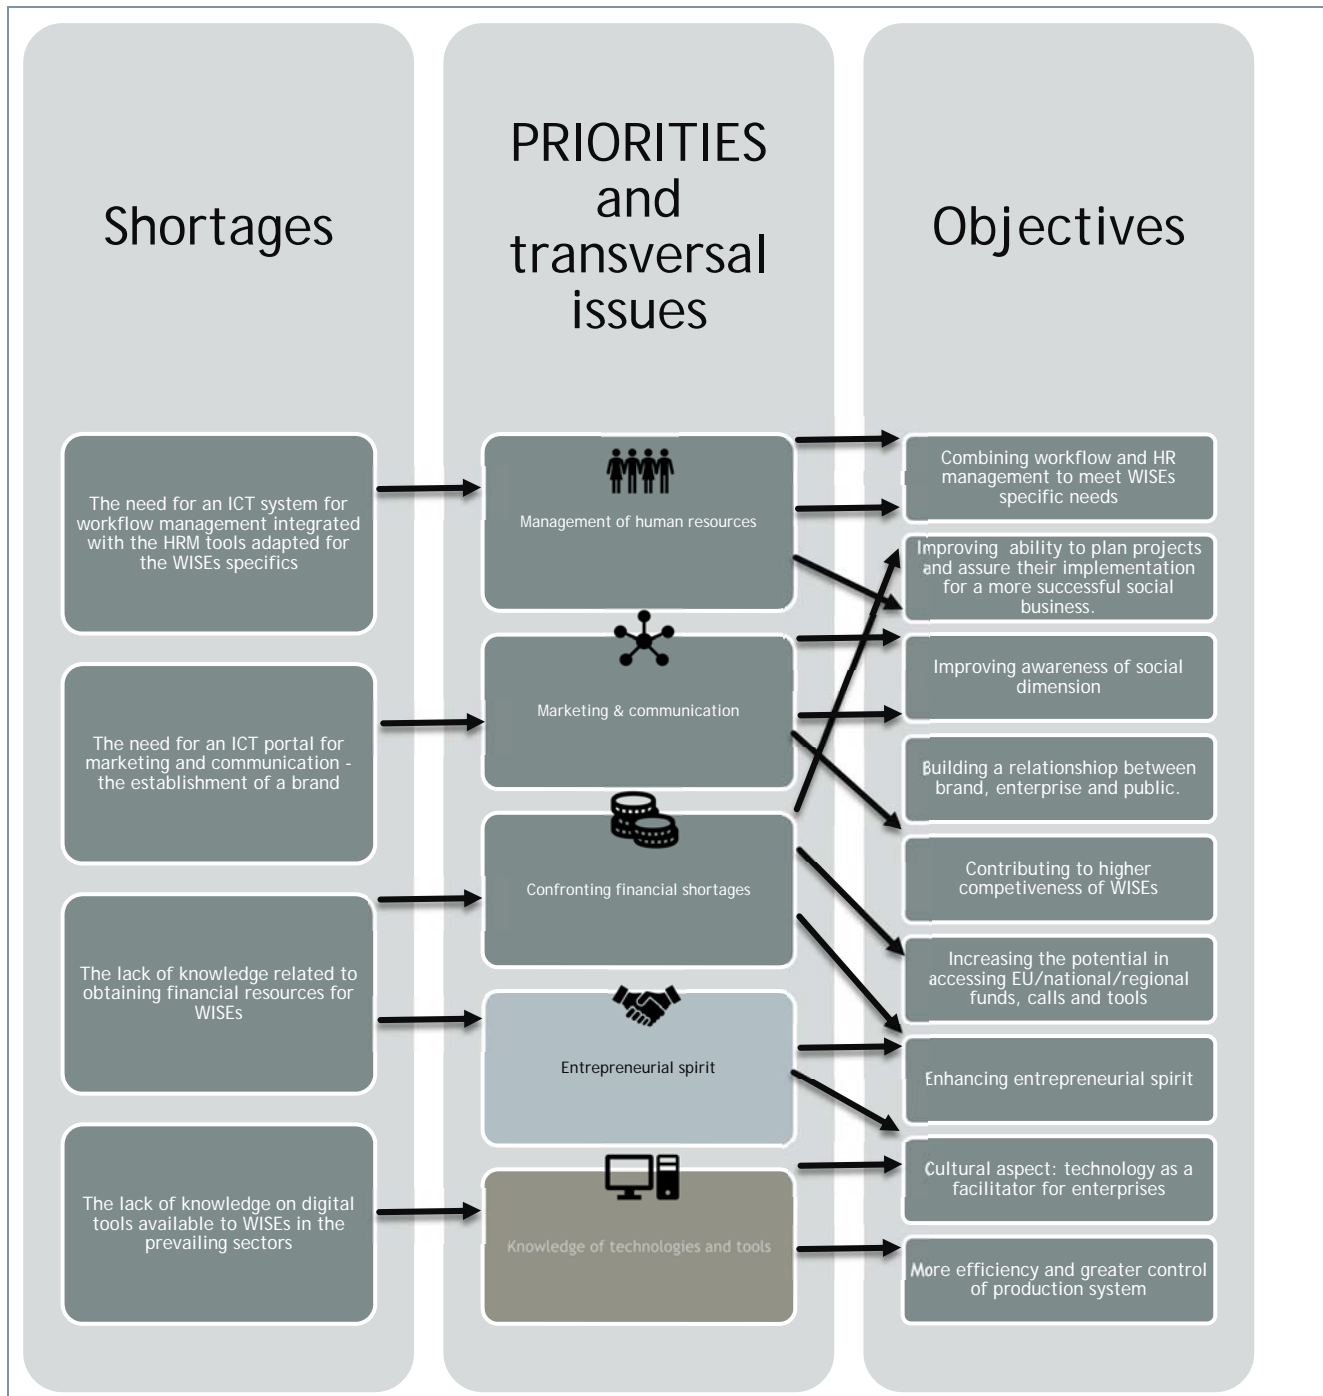 Shortages
The need for an ICT system for
workflow management integrated
with the HRM tools adapted for
the WISEs specifics
The need for an ICT portal for
marketing and communication -
the establishment of a brand
The lack of knowledge related to
obtaining financial resources for
WISEs
The lack of knowledge on digital
tools available to WISEs in the
prevailing sectors
PRIORITIES
and
transversal
issues
Management of human resources
Marketing & communication
Confronting financial shortages
Entrepreneurial spirit
Knowledge of technologies and tools
Objectives
Combining workflow and HR
management to meet WISEs
specific needs
Improving ability to plan projects
and assure their implementation
for a more successful social
business.
Improving awareness of social
dimension
Building a relationshiop between
brand, enterprise and public.
Contributing to higher
competiveness of WISEs
Increasing the potential in
accessing EU/national/regional
funds, calls and tools
Enhancing entrepreneurial spirit
Cultural aspect: technology as a
facilitator for enterprises
More efficiency and greater control
of production system